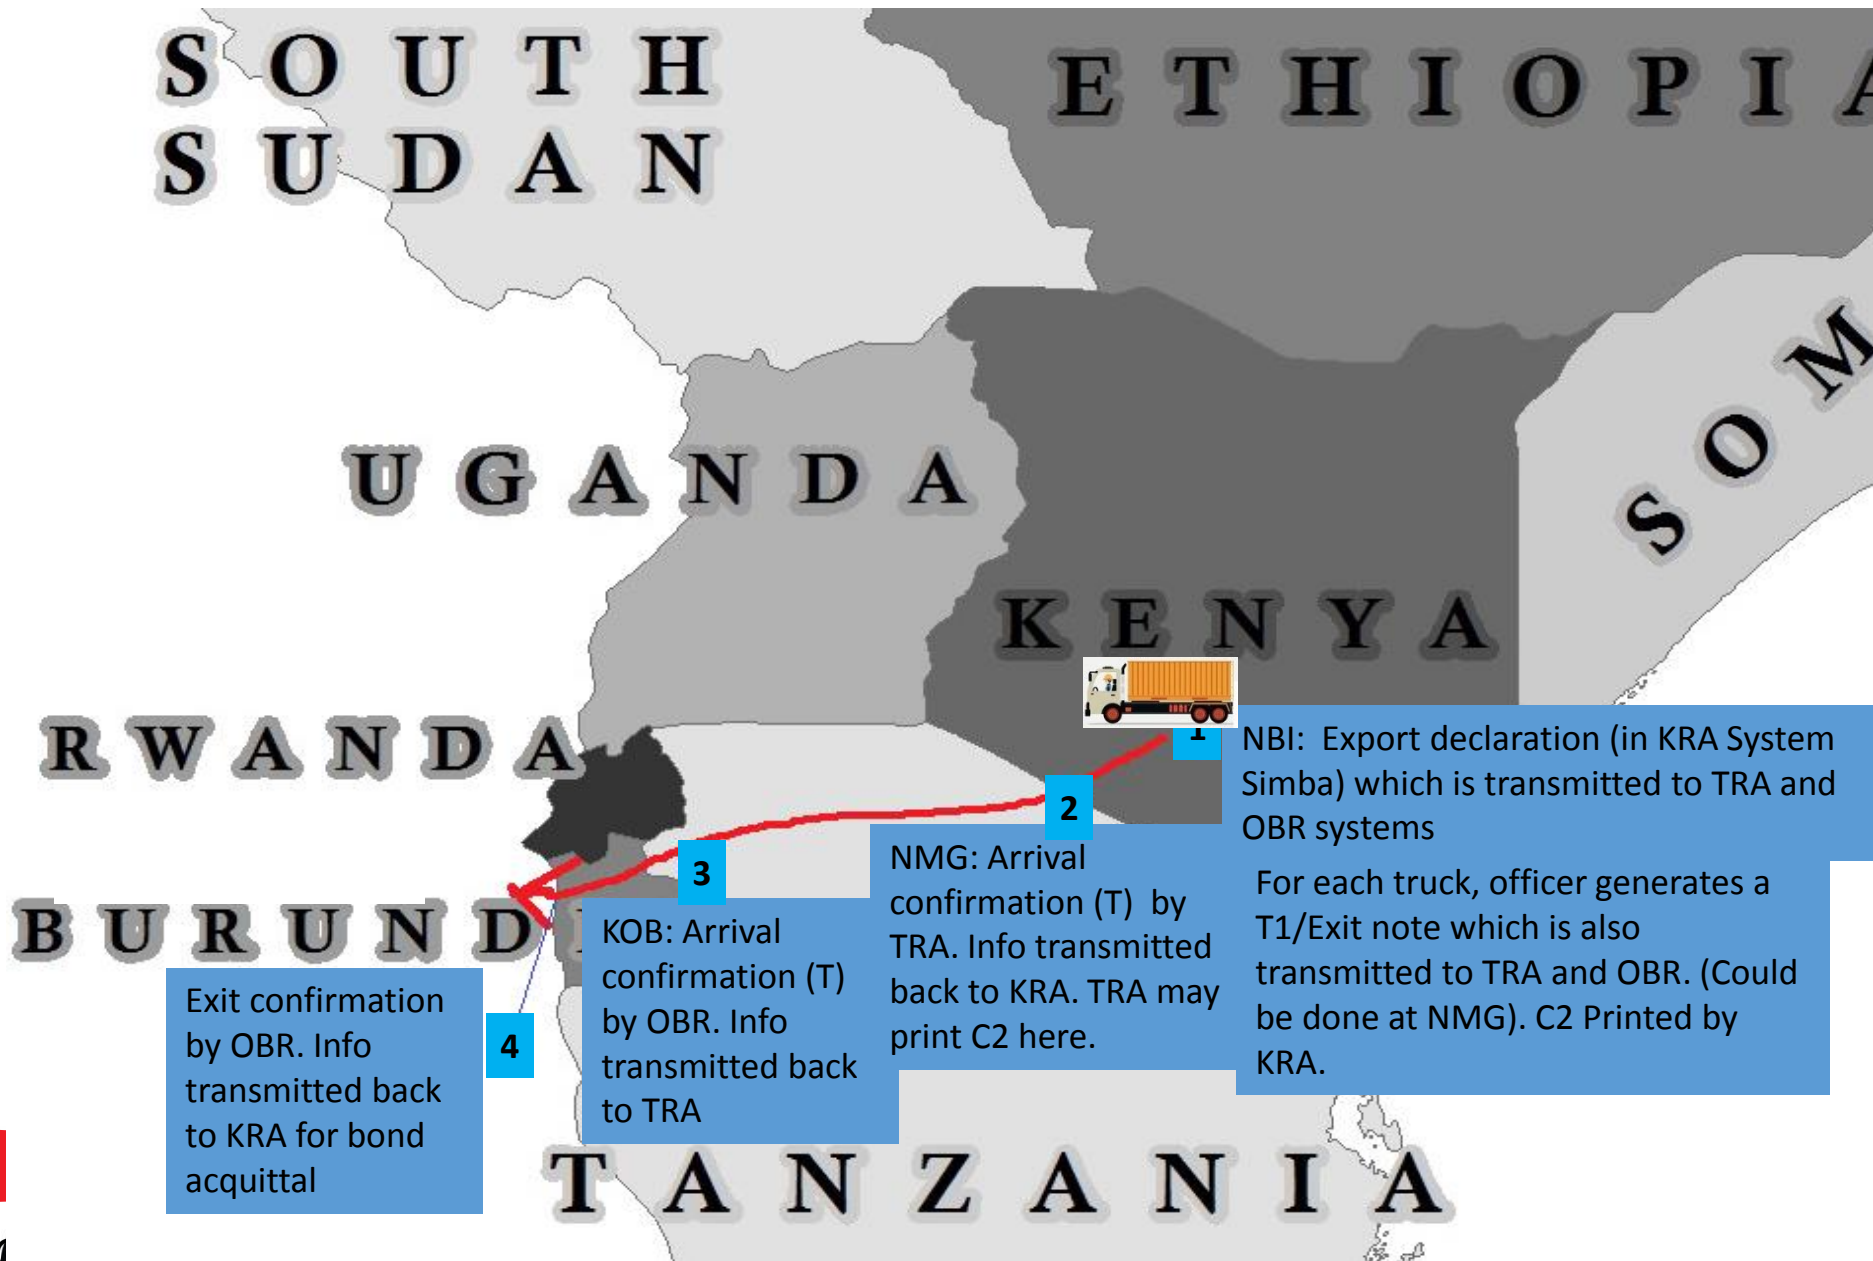 SOUTH
SUDAN
ETHIOPIA
SOM
UGANDA
KENYA
RWANDA
1
NBI: Export declaration (in KRA System
Simba) which is transmitted to TRA and
OBR systems
For each truck, officer generates a
T1/Exit note which is also
transmitted to TRA and OBR. (Could
be done at NMG). C2 Printed by
KRA.
2
NMG: Arrival
confirmation (T) by
TRA. Info transmitted
back to KRA. TRA may
print C2 here.
3
KOB: Arrival
confirmation (T)
by OBR. Info
transmitted back
to TRA
BURUNDI
4
Exit confirmation
by OBR. Info
transmitted back
to KRA for bond
acquittal
TANZANIA